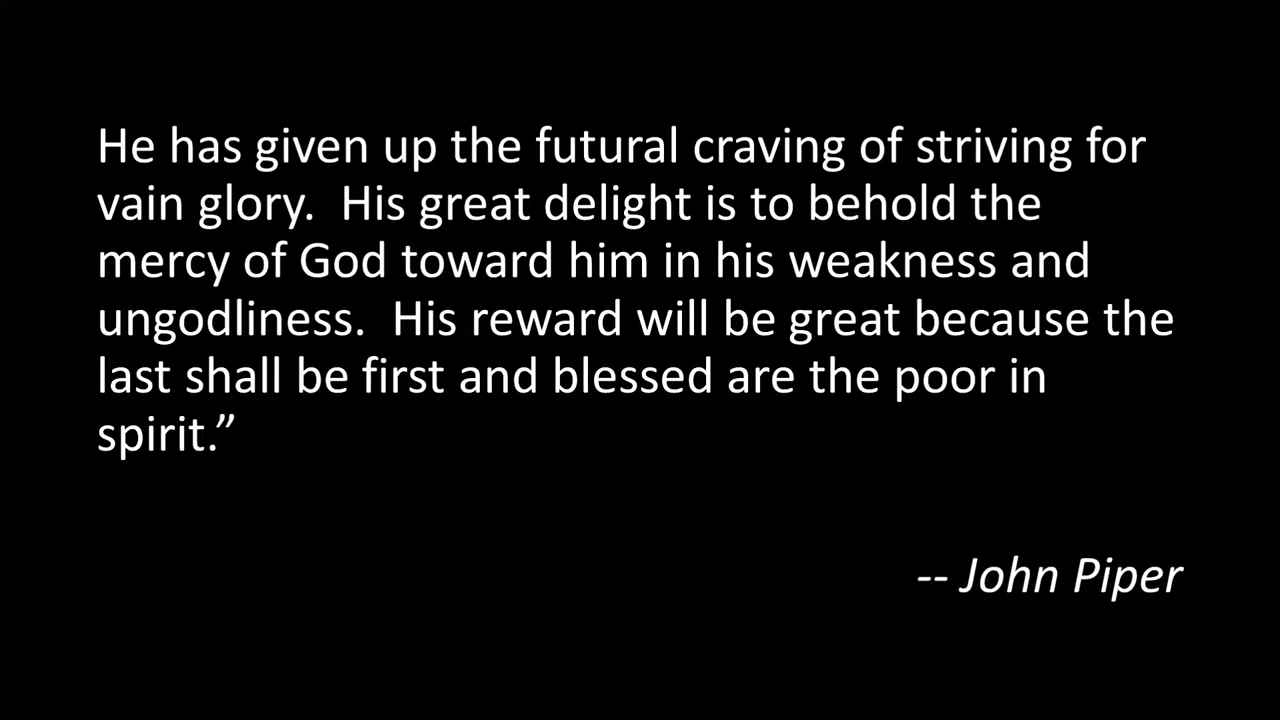 He has given up the futural craving of striving for
vain glory.  His great delight is to behold the
mercy of God toward him in his weakness and
ungodliness.  His reward will be great because the
last shall be first and blessed are the poor in
spirit.”
-- John Piper